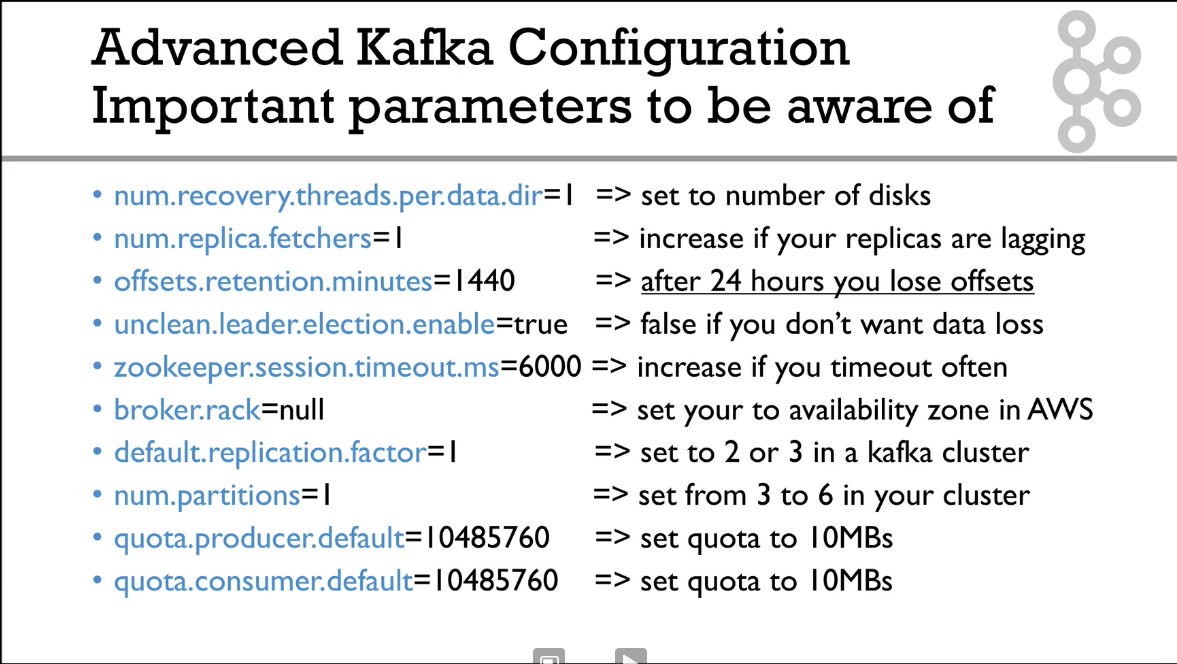 Advanced Kafka Configuration
Important parameters to be aware of
• num.recovery.threads.per.data.dir=1 => set to number of disks
• num.replica.fetchers=1 => increase if your replicas are lagging
• offsets.retention.minutes=1440 => after 24 hours you lose offsets
• unclean.leader.election.enable=true => false if you don’t want data loss
• zookeeper.session.timeout.ms=6000 => increase if you timeout often
• broker.rack=null => set your to availability zone in AWS
• default.replication.factor=1 => set to 2 or 3 in a kafka cluster
• num.partitions=1 => set from 3 to 6 in your cluster
• quota.producer.default=10485760 => set quota to 10MBs
• quota.consumer.default=10485760 => set quota to 10MBs